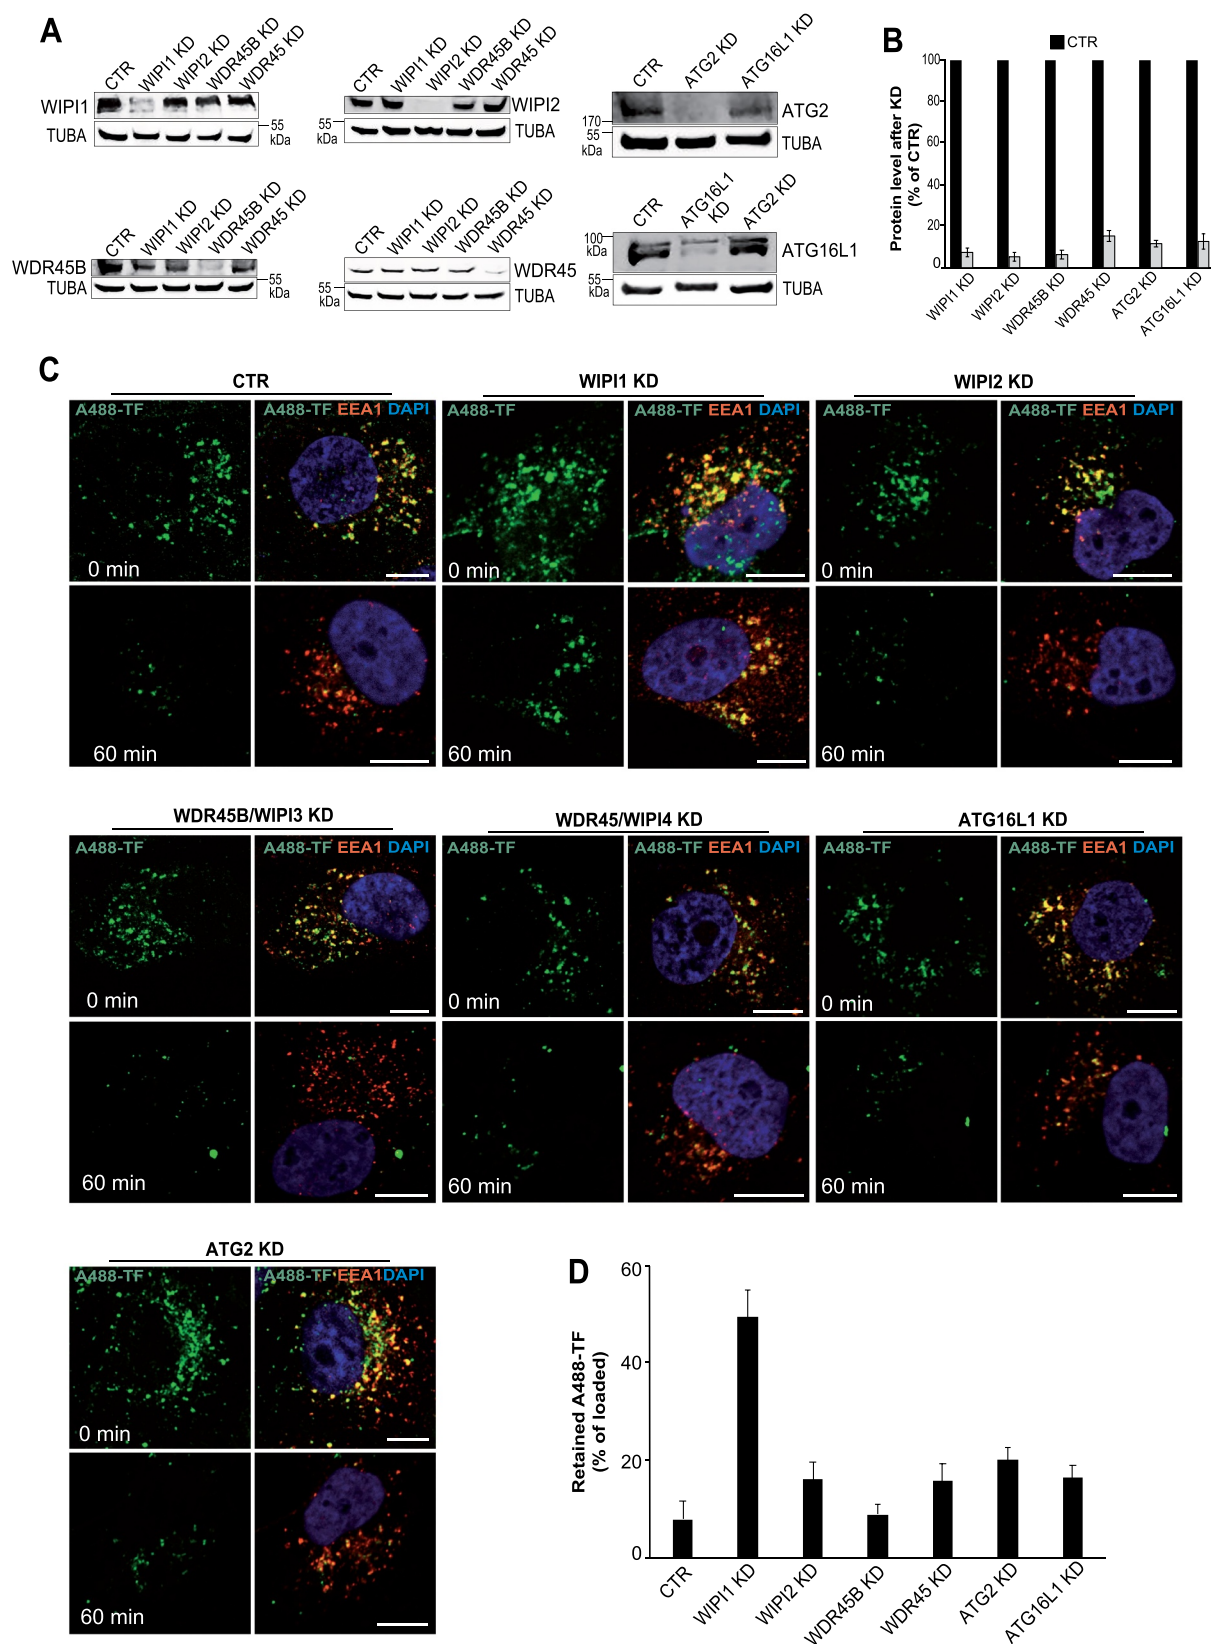 A
CTR
WIPI1 KD
WIPI2 KD
WDR45B KD
WDR45 KD
WIPI1
TUBA
55
kDa
CTR
WIPI1 KD
WIPI2 KD
WDR45B KD
WDR45 KD
WIPI2
55
kDa
TUBA
CTR
ATG2 KD
ATG16L1 KD
ATG2
170
55
kDa
TUBA
CTR
WIPI1 KD
WIPI2 KD
WDR45B KD
WDR45 KD
WDR45B
TUBA
55
kDa
CTR
WIPI1 KD
WIPI2 KD
WDR45B KD
WDR45 KD
WDR45
55
kDa
TUBA
CTR
ATG16L1
KD
ATG2 KD
100
kDa
ATG16L1
55
kDa
TUBA
B
CTR
Protein level after KD
(% of CTR)
100
80
60
40
20
0
WIPI1 KD
WIPI2 KD
WDR45B KD
WDR45 KD
ATG2 KD
ATG16L1 KD
C
CTR
A488-TF
A488-TF EEA1 DAPI
0 min
60 min
WIPI1 KD
A488-TF
A488-TF EEA1 DAPI
0 min
60 min
WIPI2 KD
A488-TF
A488-TF EEA1 DAPI
0 min
60 min
WDR45B/WIPI3 KD
A488-TF
A488-TF EEA1 DAPI
0 min
60 min
WDR45/WIPI4 KD
A488-TF
A488-TF EEA1 DAPI
0 min
60 min
ATG16L1 KD
A488-TF
A488-TF EEA1 DAPI
0 min
60 min
ATG2 KD
A488-TF
A488-TF EEA1DAPI
0 min
60 min
D
Retained A488-TF
(% of loaded)
60
40
20
0
CTR
WIPI1 KD
WIPI2 KD
WDR45B KD
WDR45 KD
ATG2 KD
ATG16L1 KD